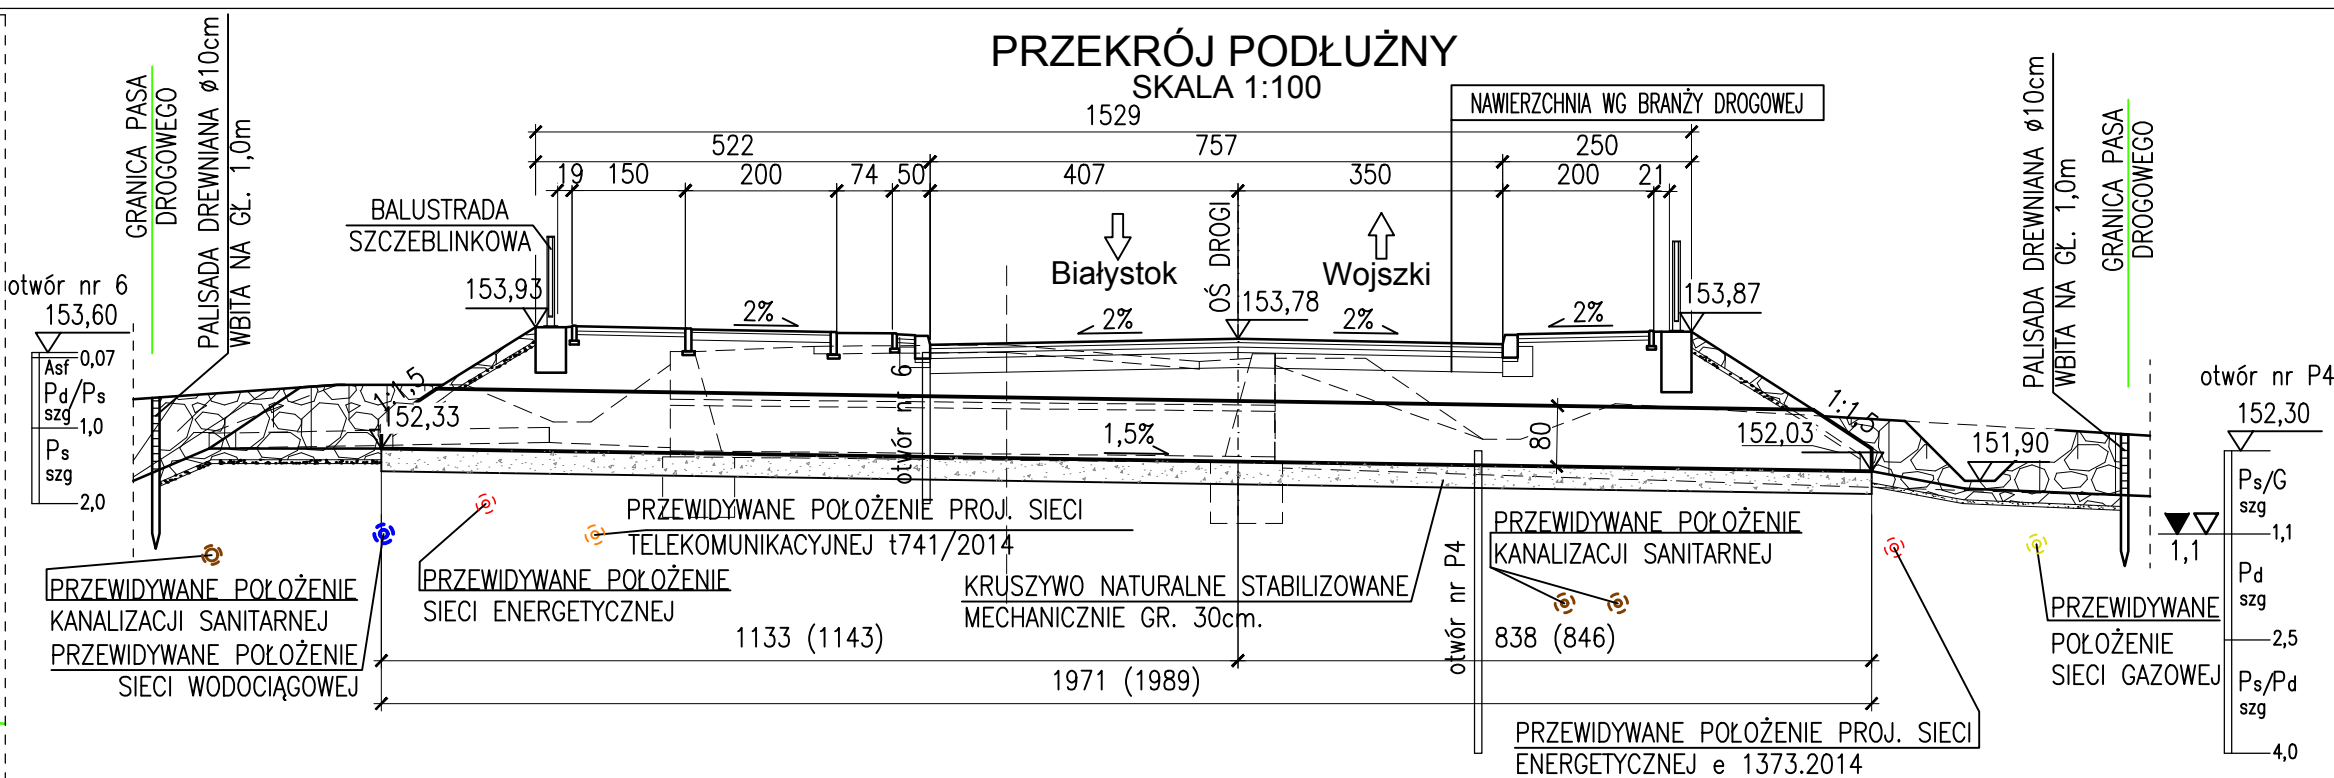 PRZEKRÓJ PODŁUŻNY
SKALA 1:100
NAWIERZCHNIA WG BRANŻY DROGOWEJ
1529
522
757
250
19
150
200
74
50
407
350
200
21
GRANICA PASA
DROGOWEGO
PALISADA DREWNIANA ø10cm
WBITA NA GŁ. 1,0m
BALUSTRADA
SZCZEBLINKOWA
OŚ DROGI
Białystok
Wojszki
PALISADA DREWNIANA ø10cm
WBITA NA GŁ. 1,0m
GRANICA PASA
DROGOWEGO
153,93
2%
2%
153,78
2%
2%
153,87
otwór nr 6
153,60
0,07
Asf
Pd/Ps
szg
1,0
Ps
szg
2,0
1:1,5
152,33
otwór nr 6
1,5%
80
152,03
1:1,5
151,90
otwór nr P4
152,30
Ps/G
szg
1,1
1,1
Pd
szg
2,5
Ps/Pd
szg
4,0
PRZEWIDYWANE POŁOŻENIE PROJ. SIECI
TELEKOMUNIKACYJNEJ t741/2014
PRZEWIDYWANE POŁOŻENIE
KANALIZACJI SANITARNEJ
PRZEWIDYWANE POŁOŻENIE
KANALIZACJI SANITARNEJ
PRZEWIDYWANE POŁOŻENIE
SIECI WODOCIĄGOWEJ
PRZEWIDYWANE POŁOŻENIE
SIECI ENERGETYCZNEJ
KRUSZYWO NATURALNE STABILIZOWANE
MECHANICZNIE GR. 30cm.
otwór nr P4
PRZEWIDYWANE
POŁOŻENIE
SIECI GAZOWEJ
1133 (1143)
838 (846)
1971 (1989)
PRZEWIDYWANE POŁOŻENIE PROJ. SIECI
ENERGETYCZNEJ e 1373.2014